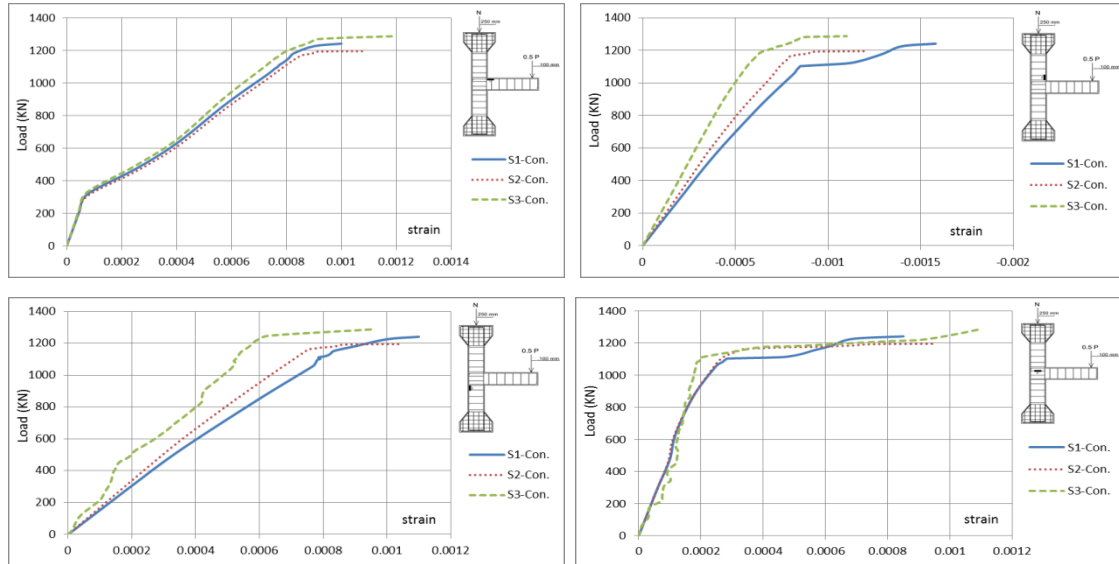 1400
1200
1000
800
600
400
200
0
Load (KN)
0 0.0002 0.0004 0.0006 0.0008 0.001 0.0012 0.0014
strain
N
250 mm
0.5 P
100 mm
S1-Con.
S2-Con.
S3-Con.
1400
1200
1000
800
600
400
200
0
Load (KN)
0 -0.0005 -0.001 -0.0015 -0.002
strain
N
250 mm
0.5 P
100 mm
S1-Con.
S2-Con.
S3-Con.
1400
1200
1000
800
600
400
200
0
Load (KN)
0 0.0002 0.0004 0.0006 0.0008 0.001 0.0012
strain
N
250 mm
0.5 P
100 mm
S1-Con.
S2-Con.
S3-Con.
1400
1200
1000
800
600
400
200
0
Load (KN)
0 0.0002 0.0004 0.0006 0.0008 0.001 0.0012
strain
N
250 mm
0.5 P
100 mm
S1-Con.
S2-Con.
S3-Con.